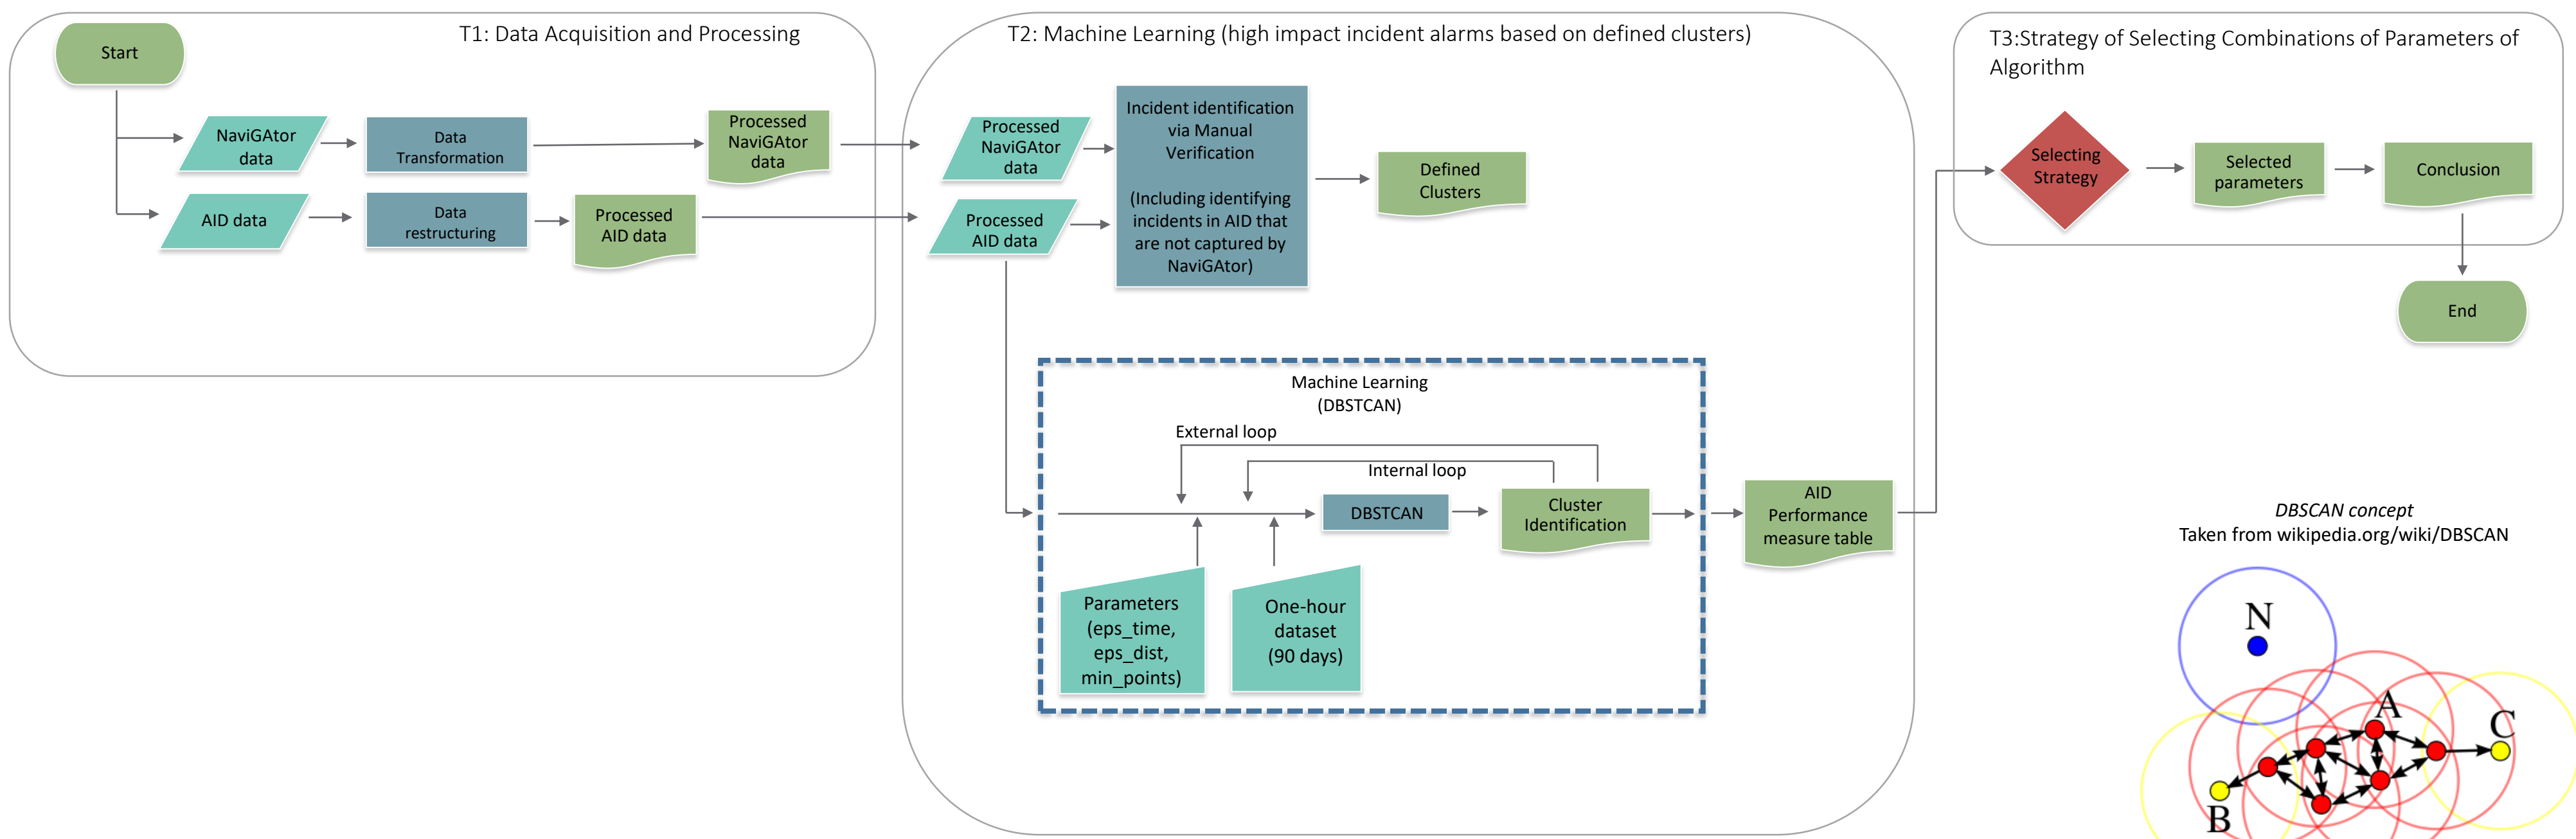 T1: Data Acquisition and Processing
Start
NaviGAtor
data
Data
Transformation
Processed
NaviGAtor
data
AID data
Data
restructuring
Processed
AID data
T2: Machine Learning (high impact incident alarms based on defined clusters)
Processed
NaviGAtor
data
Processed
AID data
Incident identification
via Manual
Verification
(Including identifying
incidents in AID that
are not captured by
NaviGAtor)
Defined
Clusters
Machine Learning
(DBSTCAN)
External loop
Internal loop
DBSTCAN
Cluster
Identification
Parameters
(eps_time,
eps_dist,
min_points)
One-hour
dataset
(90 days)
AID
Performance
measure table
T3:Strategy of Selecting Combinations of Parameters of
Algorithm
Selecting
Strategy
Selected
parameters
Conclusion
End
DBSCAN concept
Taken from wikipedia.org/wiki/DBSCAN
N
A
C
B